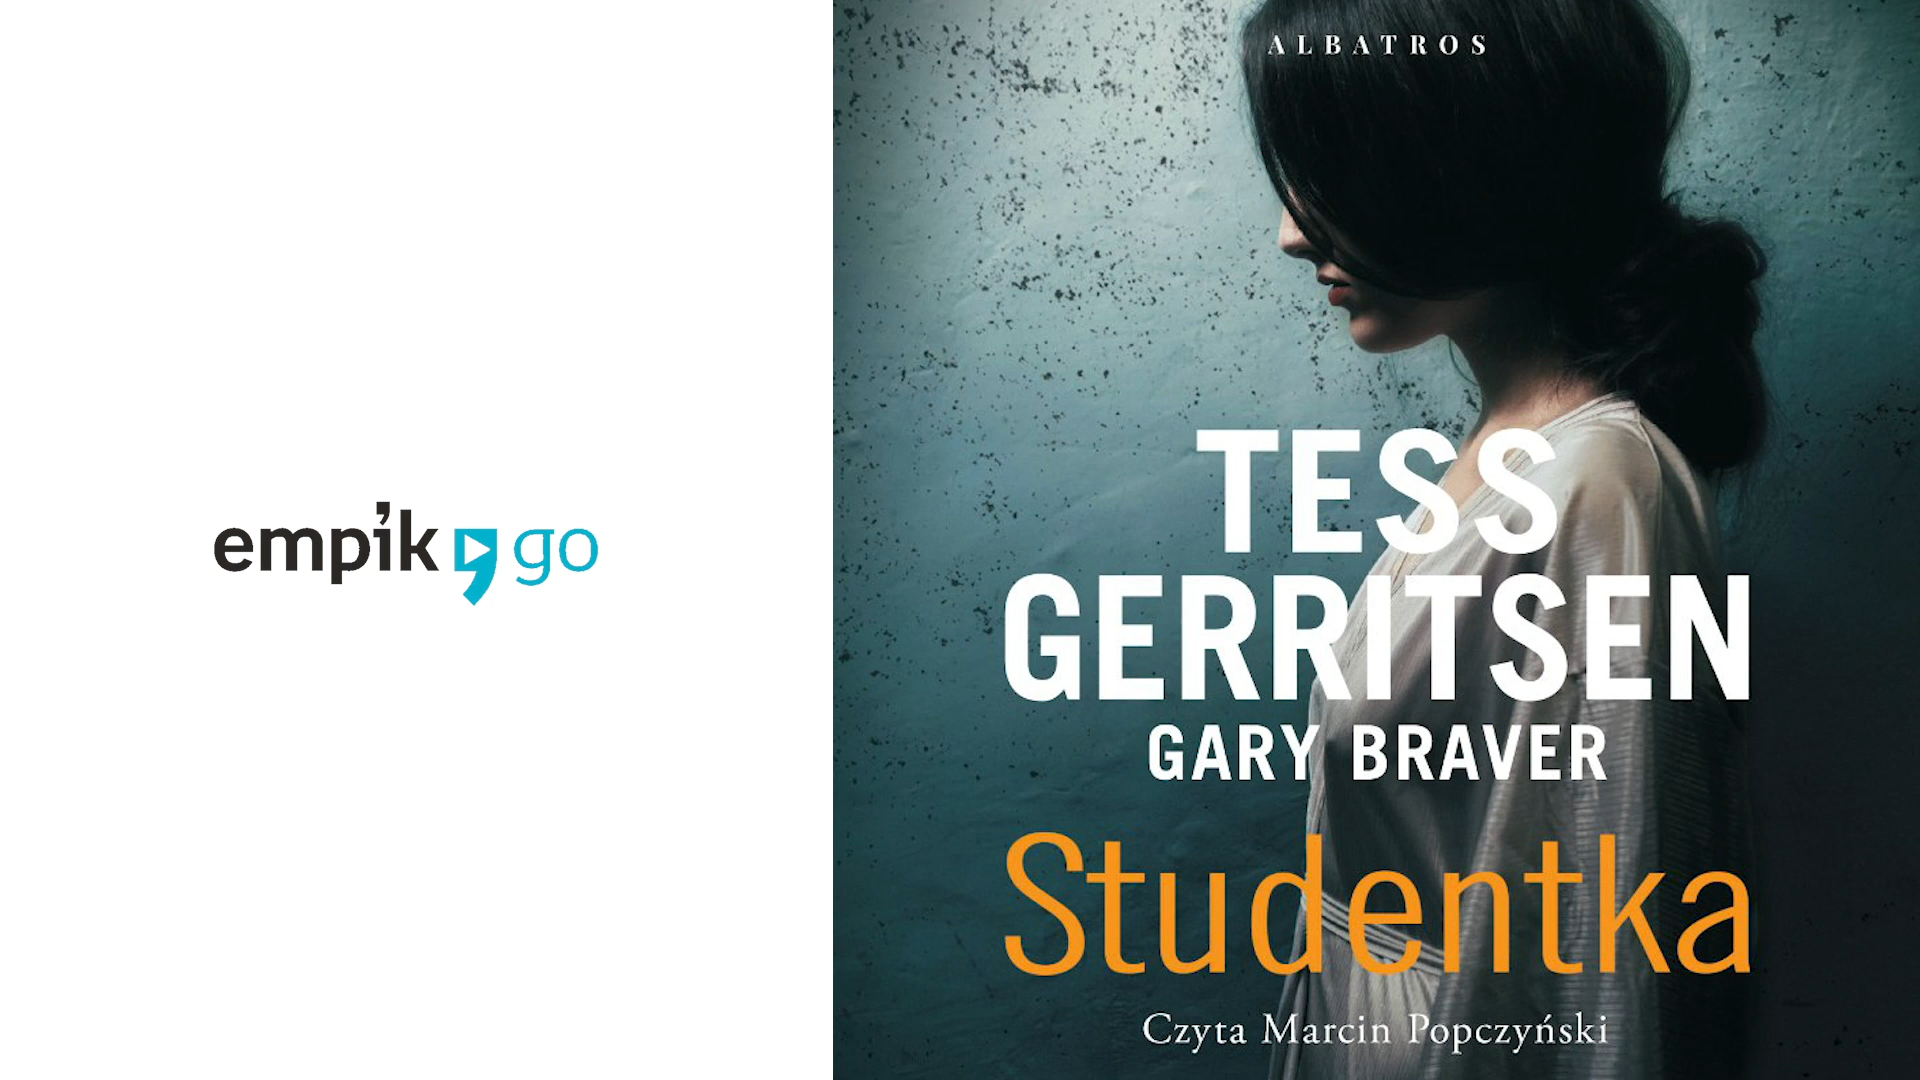 empik go
ALBATROS
TESS
GERRITSEN
GARY BRAVER
Studentka
Czyta Marcin Popczyński